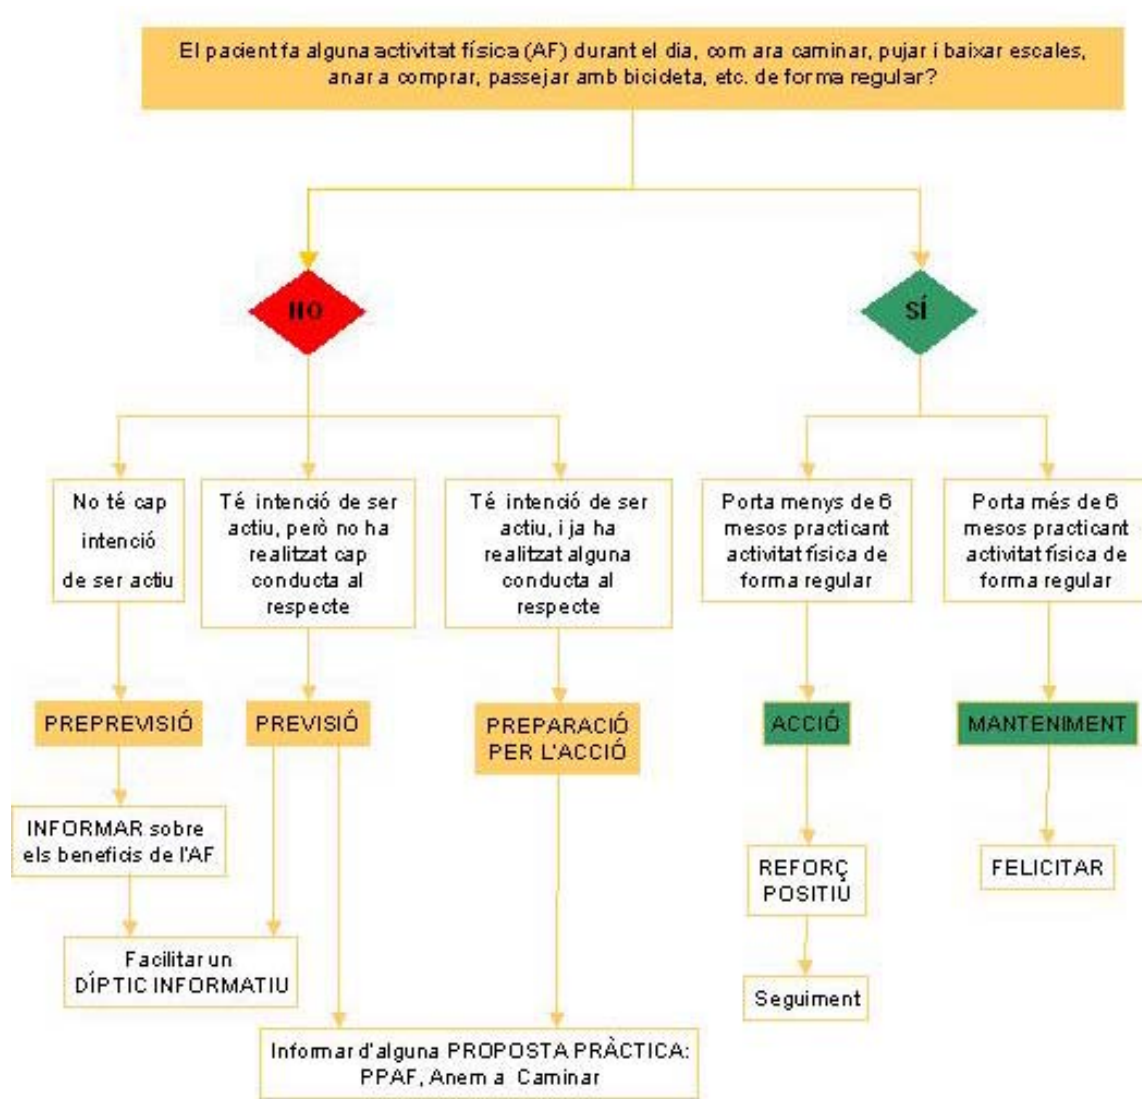 El pacient fa alguna activitat física (AF) durant el dia, com ara caminar, pujar i baixar escales,
anar a comprar, passejar amb bicicleta, etc. de forma regular?
NO
SÍ
No té cap
intenció
de ser actiu
Té intenció de ser
actiu, però no ha
realitzat cap
conducta al
respecte
Té intenció de ser
actiu, i ja ha
realitzat alguna
conducta al
respecte
Porta menys de 6
mesos practicant
activitat física de
forma regular
Porta més de 6
mesos practicant
activitat física de
forma regular
PREPREVISIÓ
PREVISIÓ
PREPARACIÓ
PER L'ACCIÓ
ACCIÓ
MANTENIMENT
INFORMAR sobre
els beneficis de l'AF
REFORÇ
POSITIU
FELICITAR
Facilitar un
DÍPTIC INFORMATIU
Seguiment
Informar d'alguna PROPOSTA PRÀCTICA:
PPAF, Anem a Caminar